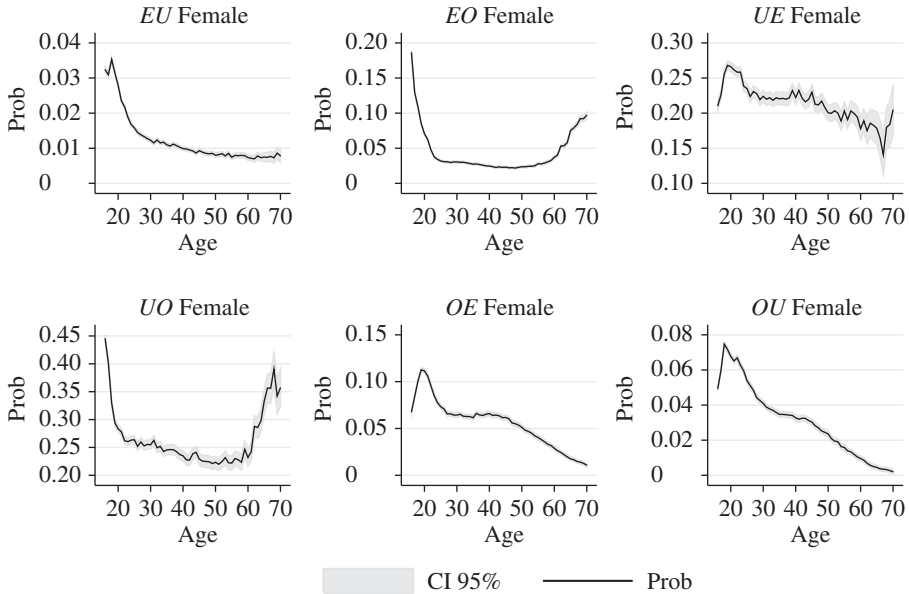 EU Female
EO Female
UE Female
0.04
0.03
0.02
0.01
0
Prob
20 30 40 50 60 70
Age
0.20
0.15
0.10
0.05
0
Prob
20 30 40 50 60 70
Age
0.30
0.25
0.20
0.15
0.10
Prob
20 30 40 50 60 70
Age
UO Female
OE Female
OU Female
0.45
0.40
0.35
0.30
0.25
0.20
Prob
20 30 40 50 60 70
Age
0.15
0.10
0.05
0
Prob
20 30 40 50 60 70
Age
0.08
0.06
0.04
0.02
0
Prob
20 30 40 50 60 70
Age
CI 95% Prob